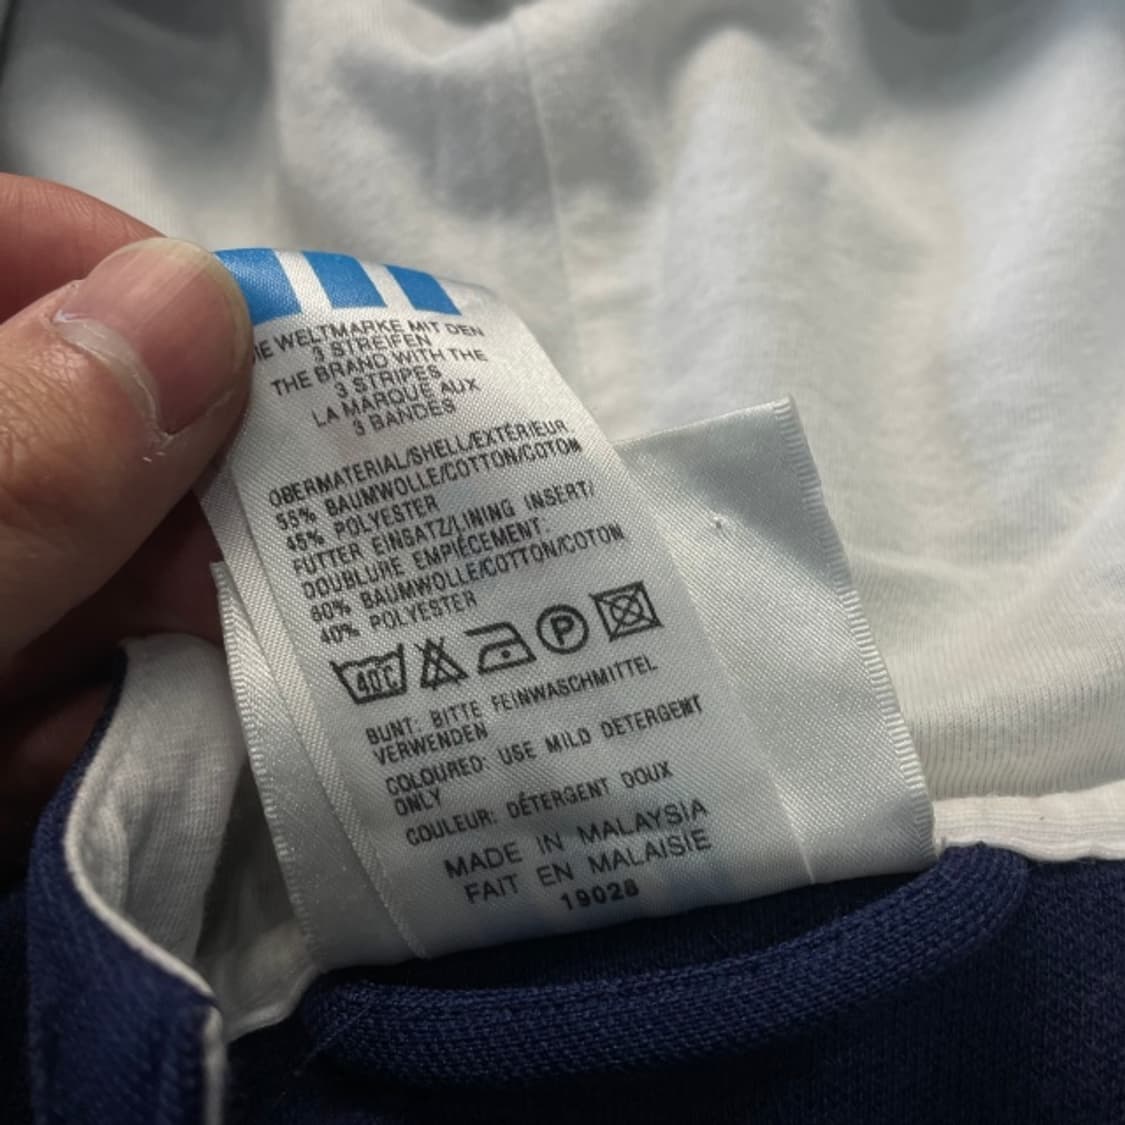 DIE WELTMARKE MIT DEN
3 STREIFEN
THE BRAND WITH THE
3 STRIPES
LA MARQUE AUX
3 BANDES
OBERMATERIAL/SHELL/EXTÉRIEUR
55% BAUMWOLLE/COTTON/COTON
45% POLYESTER
FUTTER EINSATZ/LINING INSERT/
DOUBLURE EMPIÉCEMENT:
60% BAUMWOLLE/COTTON/COTON
40% POLYESTER
40C P
BUNT: BITTE FEINWASCHMITTEL
VERWENDEN
COLOURED: USE MILD DETERGENT
ONLY
COULEUR: DÉTERGENT DOUX
MADE IN MALAYSIA
FAIT EN MALAISIE
19028